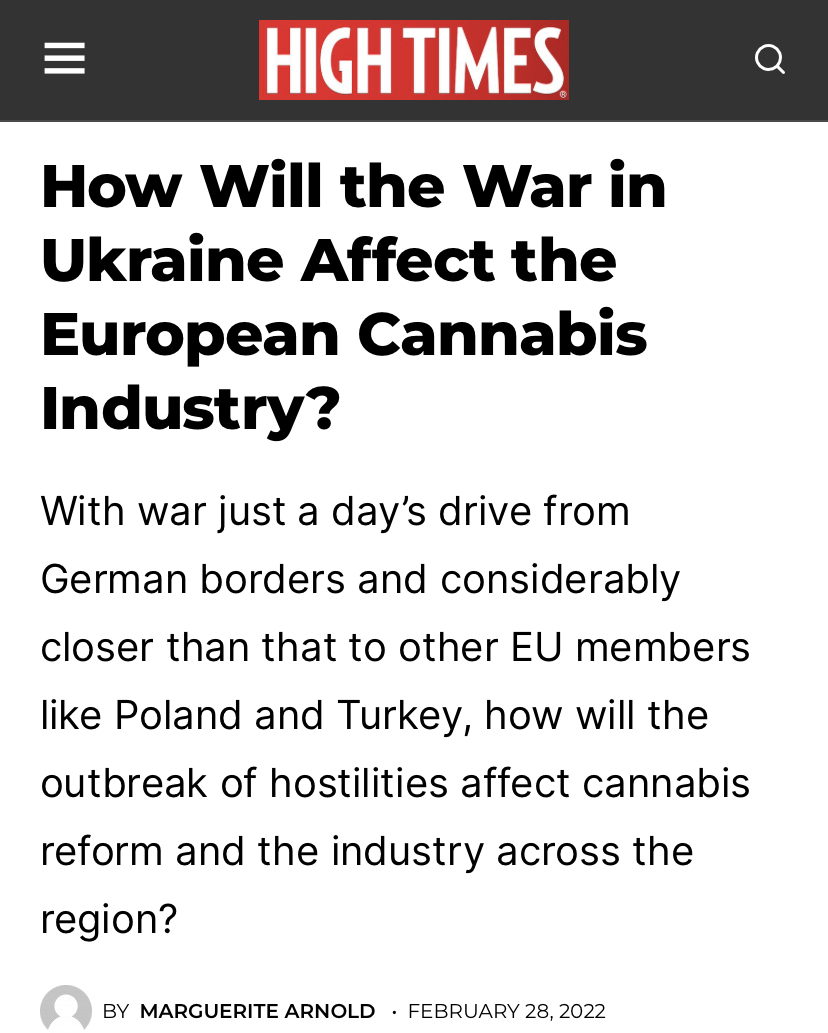 HIGH TIMES®
How Will the War in
Ukraine Affect the
European Cannabis
Industry?
With war just a day’s drive from
German borders and considerably
closer than that to other EU members
like Poland and Turkey, how will the
outbreak of hostilities affect cannabis
reform and the industry across the
region?
BY MARGUERITE ARNOLD · FEBRUARY 28, 2022